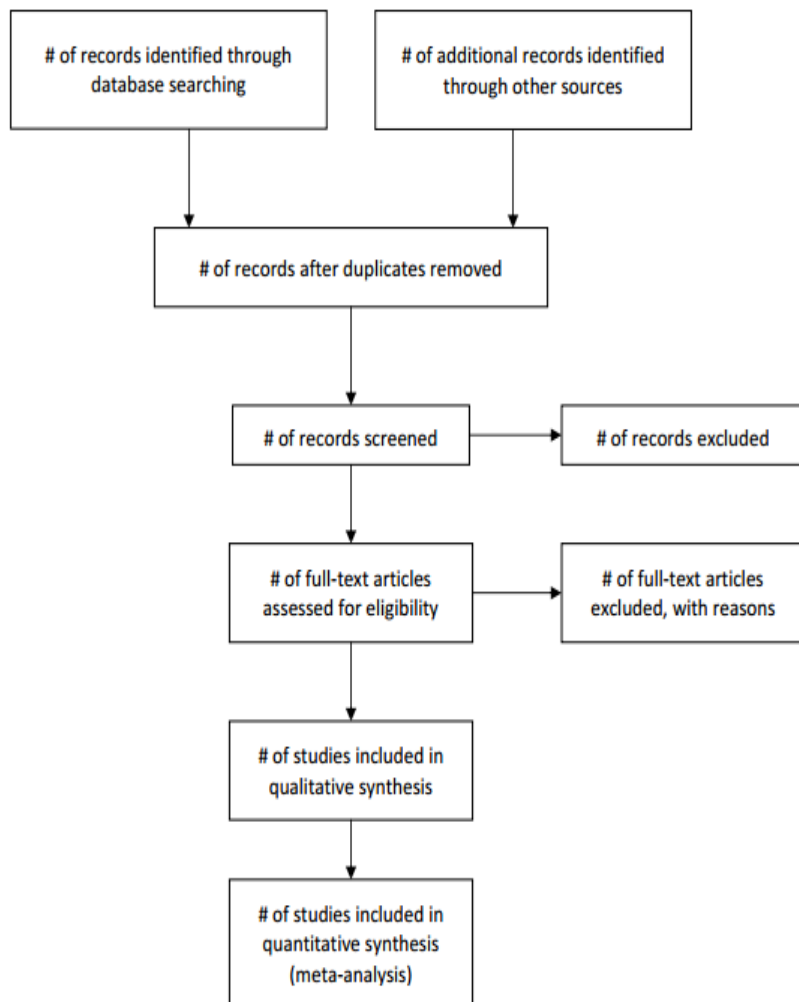 # of records identified through
database searching
# of additional records identified
through other sources
# of records after duplicates removed
# of records screened
# of records excluded
# of full-text articles
assessed for eligibility
# of full-text articles
excluded, with reasons
# of studies included in
qualitative synthesis
# of studies included in
quantitative synthesis
(meta-analysis)